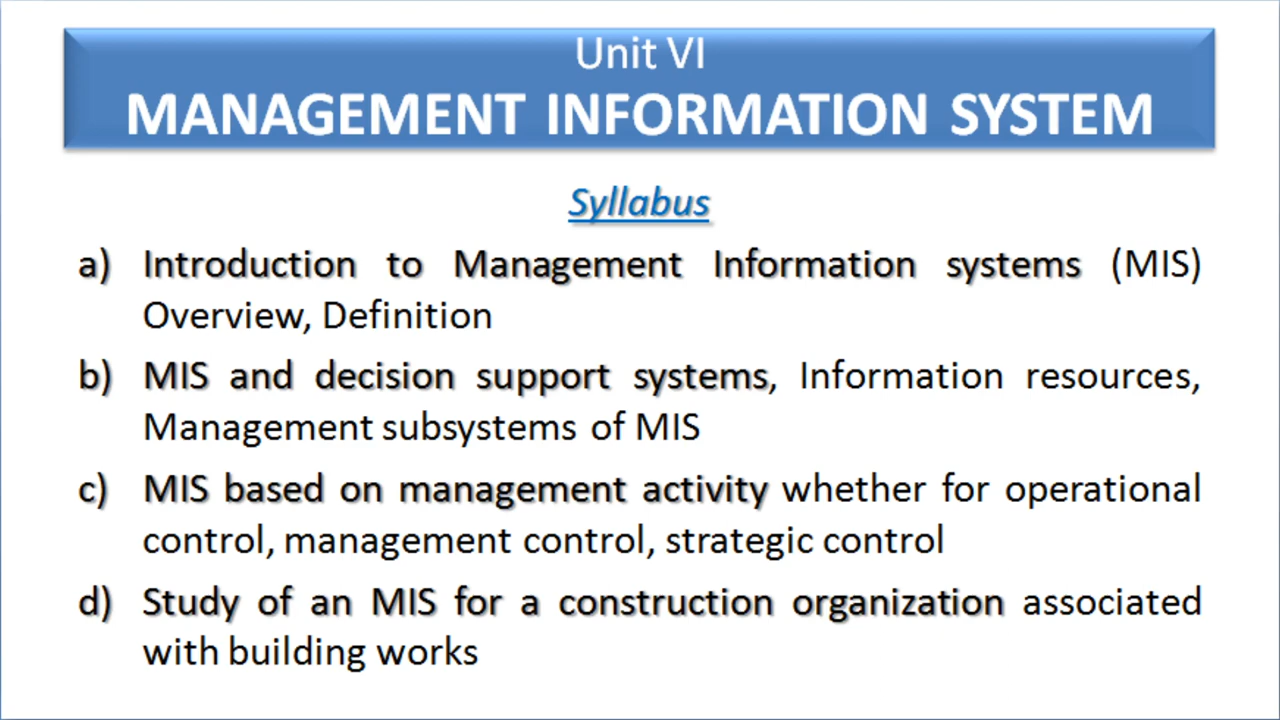 Unit VI
MANAGEMENT INFORMATION SYSTEM
Syllabus
a) Introduction to Management Information systems (MIS)
Overview, Definition
b) MIS and decision support systems, Information resources,
Management subsystems of MIS
c) MIS based on management activity whether for operational
control, management control, strategic control
d) Study of an MIS for a construction organization associated
with building works